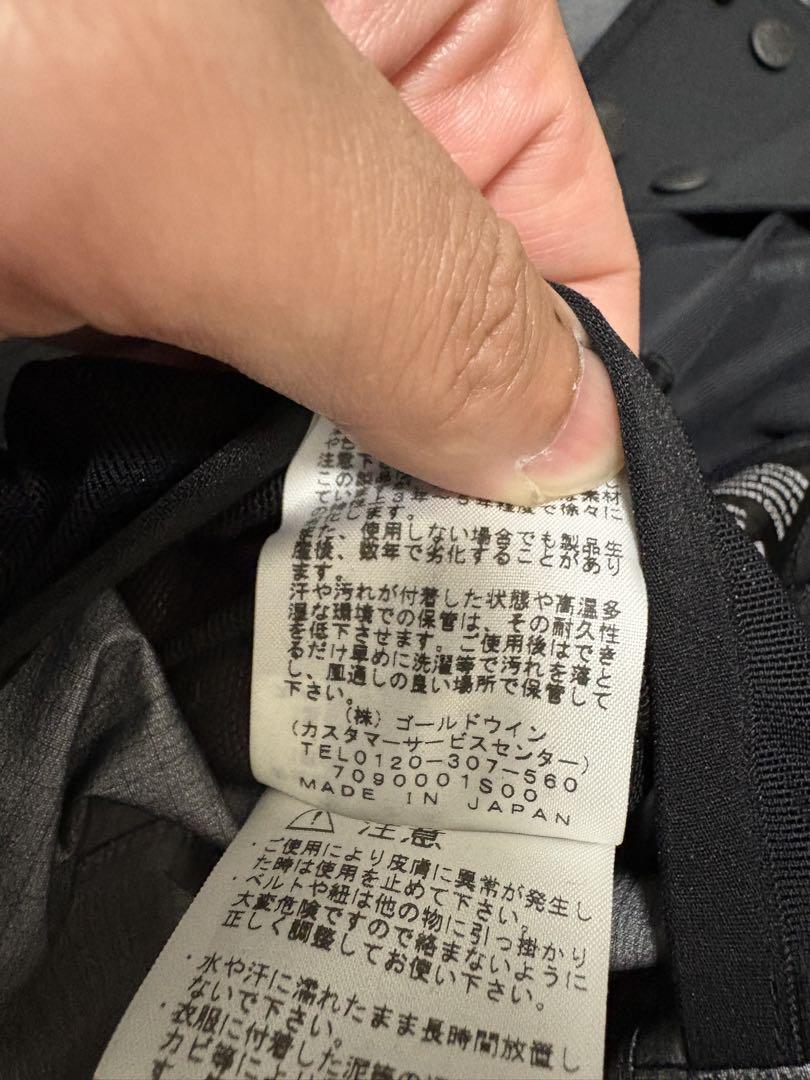 また、使用しない場合でも製品生
産後、数年で劣化することがあり
ます。
汗や汚れが付着した状態や高温多
湿な環境での保管は、その耐久性
を低下させます。ご使用後はでき
るだけ早めに洗濯等で汚れを落と
し、風通しの良い場所で保管して
下さい。
(株)ゴールドウイン
(カスタマーサービスセンター)
TEL0120-307-560
7090001S00
MADE IN JAPAN
注意
・ご使用により皮膚に異常が発生し
た時は使用を止めて下さい。
・ベルトや紐は他の物に引っ掛かり
大変危険ですので絡まないように
正しく調整してお使い下さい。
・水や汗に濡れたまま長時間放置し
ないで下さい。
・衣服に付着した泥等の
カビ等により